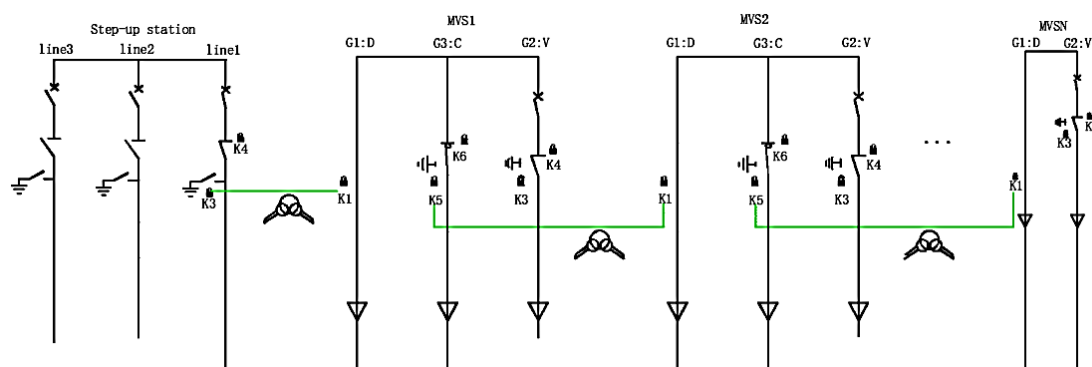 Step-up station
line3 line2 line1
K4
K3
MVS1
G1:D G3:C G2:V
K6
K4
K1 K5 K3
MVS2
G1:D G3:C G2:V
K6
K4
K1 K5 K3
...
MVSN
G1:D G2:V
K3
K1